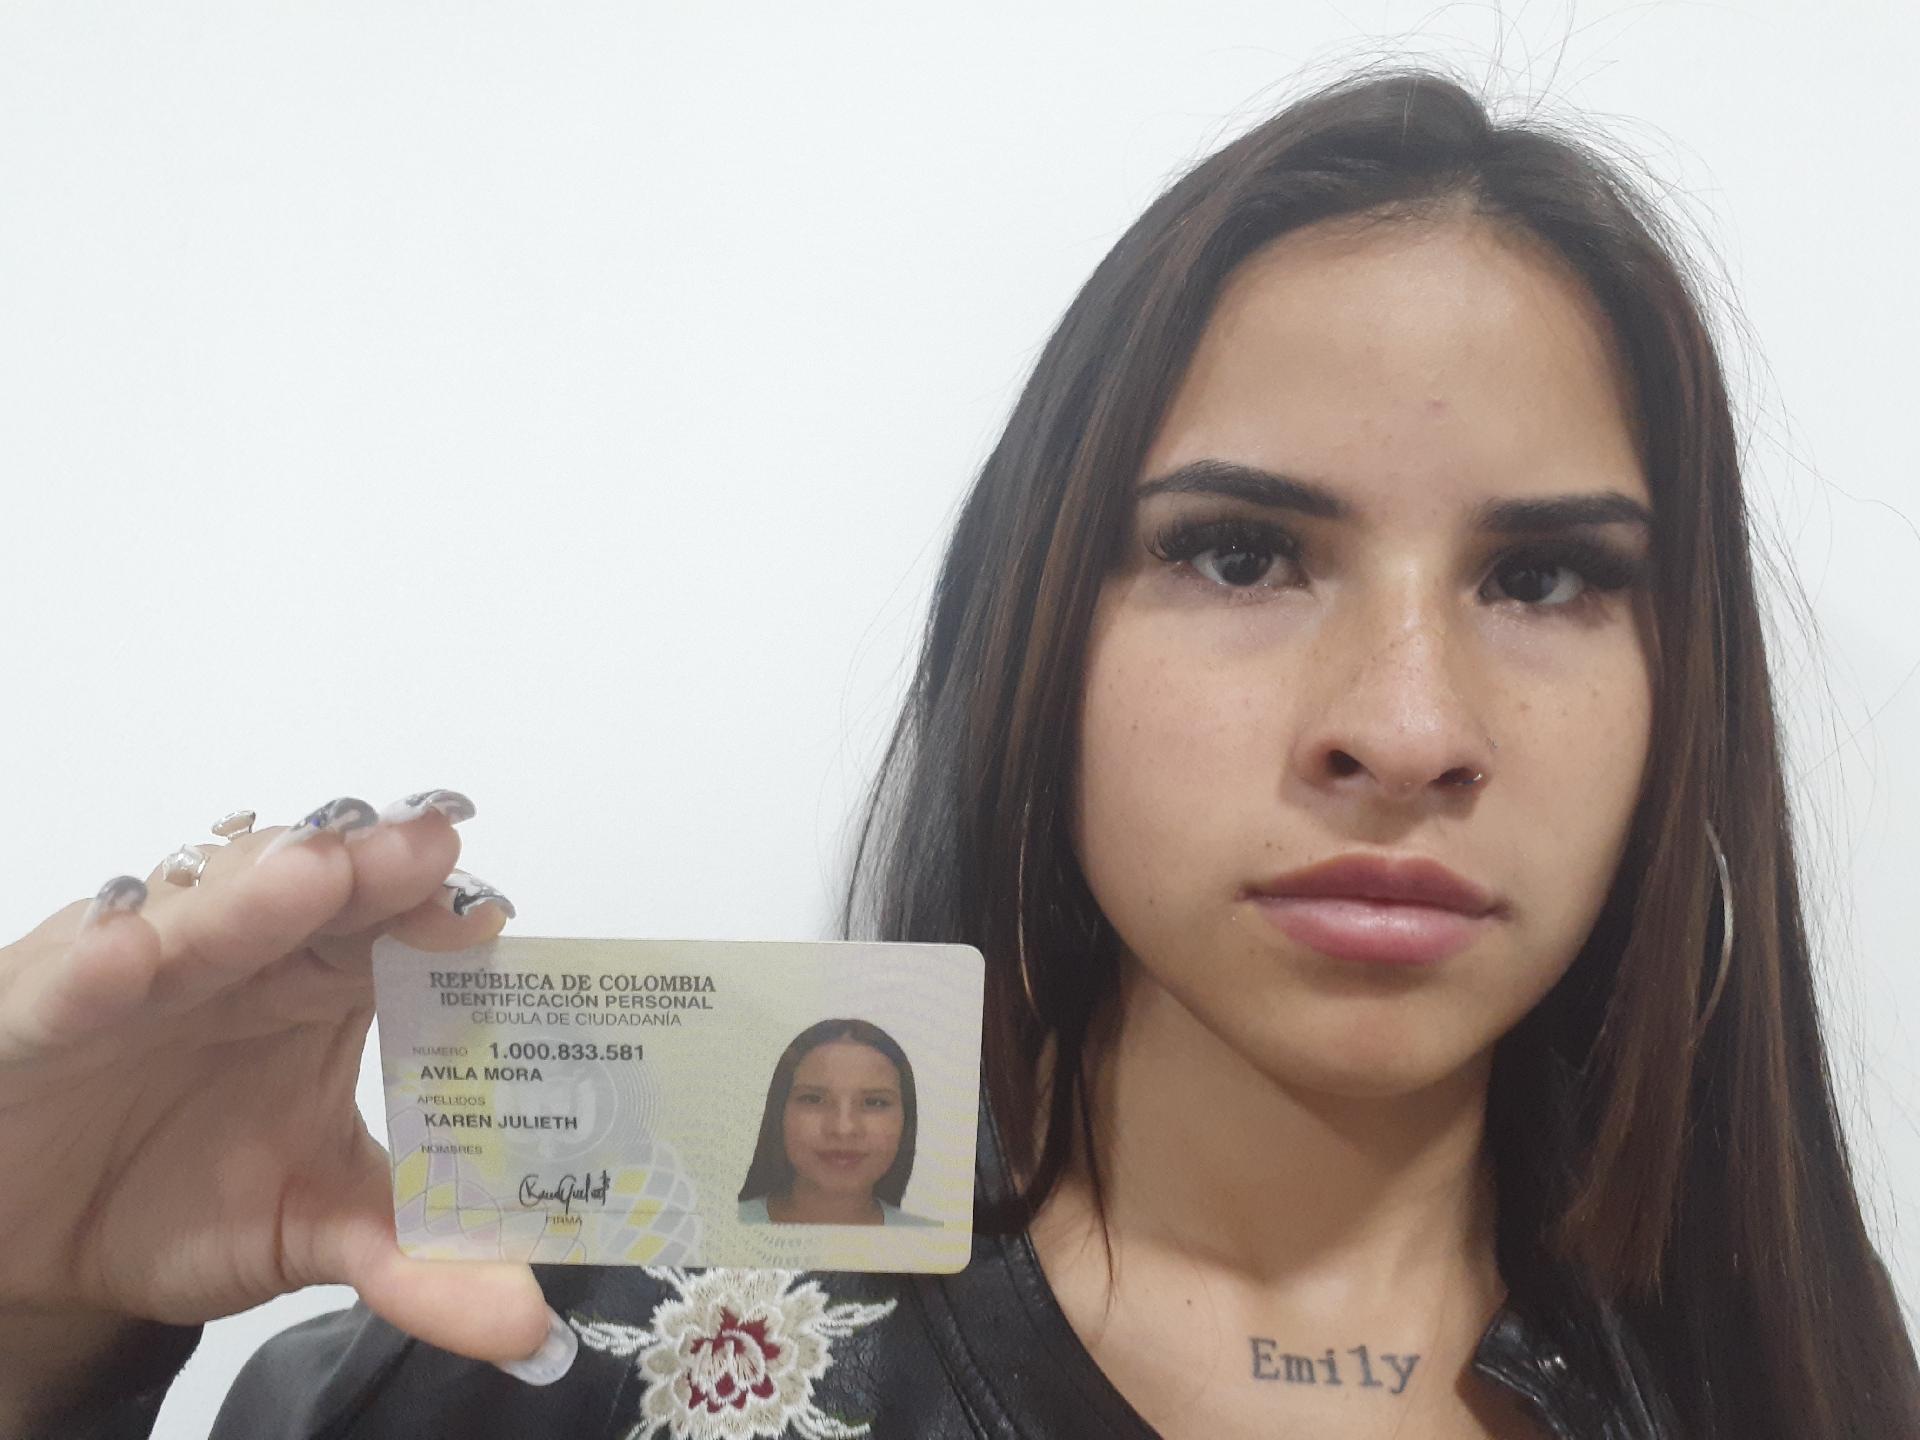 REPÚBLICA DE COLOMBIA
IDENTIFICACIÓN PERSONAL
CÉDULA DE CIUDADANÍA
NUMERO 1.000.833.581
AVILA MORA
APELLIDOS
KAREN JULIETH
NOMBRES
FIRMA
Emily